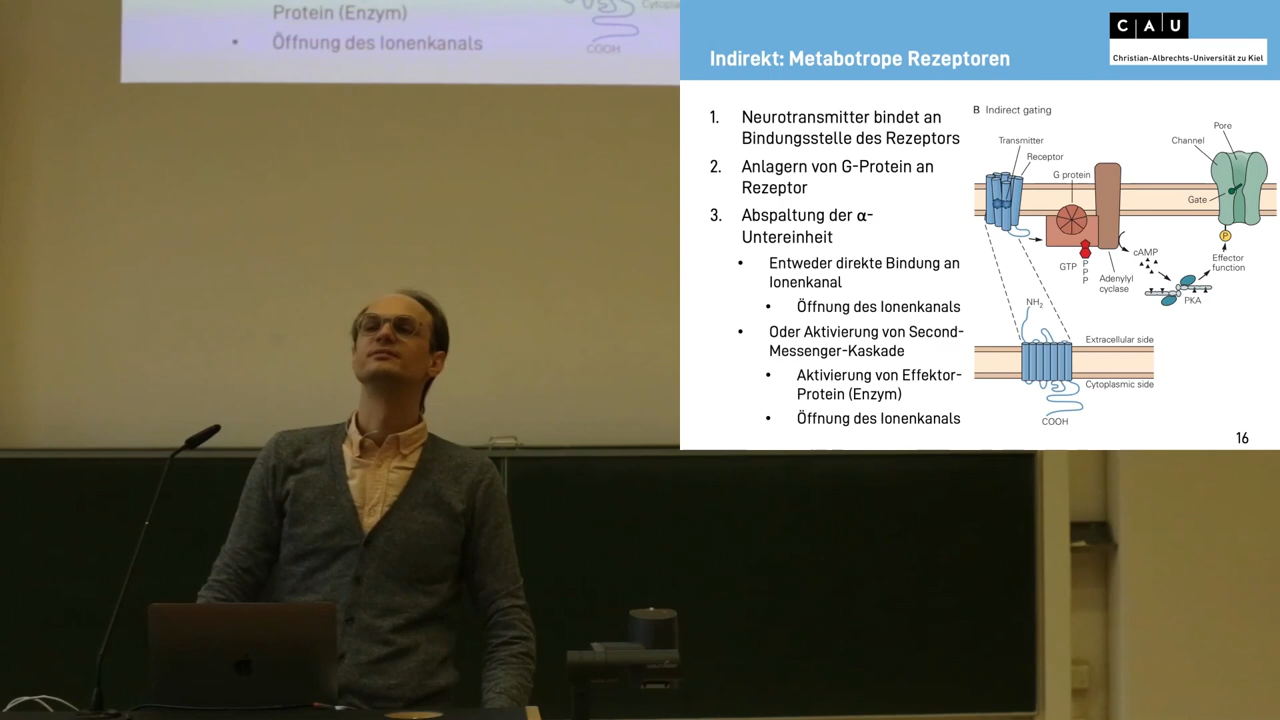 Protein (Enzym)
• Öffnung des Ionenkanals
COOH
Indirekt: Metabotrope Rezeptoren
C A U
Christian-Albrechts-Universität zu Kiel
1. Neurotransmitter bindet an
Bindungsstelle des Rezeptors
2. Anlagern von G-Protein an
Rezeptor
3. Abspaltung der α-
Untereinheit
• Entweder direkte Bindung an
Ionenkanal
• Öffnung des Ionenkanals
• Oder Aktivierung von Second-
Messenger-Kaskade
• Aktivierung von Effektor-
Protein (Enzym)
• Öffnung des Ionenkanals
B Indirect gating
Transmitter
Receptor
G protein
Pore
Channel
Gate
GTP
P
P
P
Adenylyl
cyclase
cAMP
P
Effector
function
PKA
NH2
Extracellular side
Cytoplasmic side
COOH
16